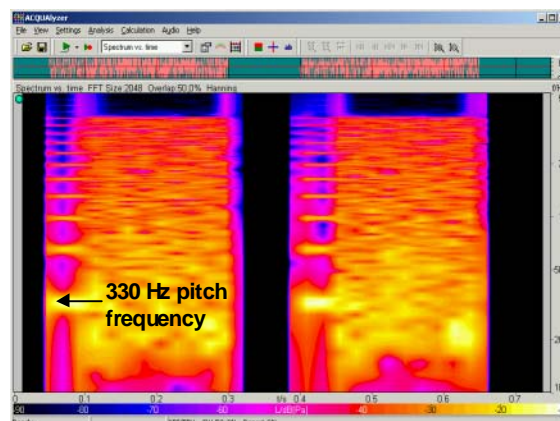 ACQUAlyzer
File View Settings Analysis Calculation Audio Help
Spectrum vs. time
Spectrum vs. time FFT Size:2048 Overlap:50,0% Hanning
f/H
330 Hz pitch
frequency
0 0.1 0.2 0.3 t/s 0.4 0.5 0.6 0.7
-90 -80 -70 -60 L/dB[Pa] -40 -30 -20